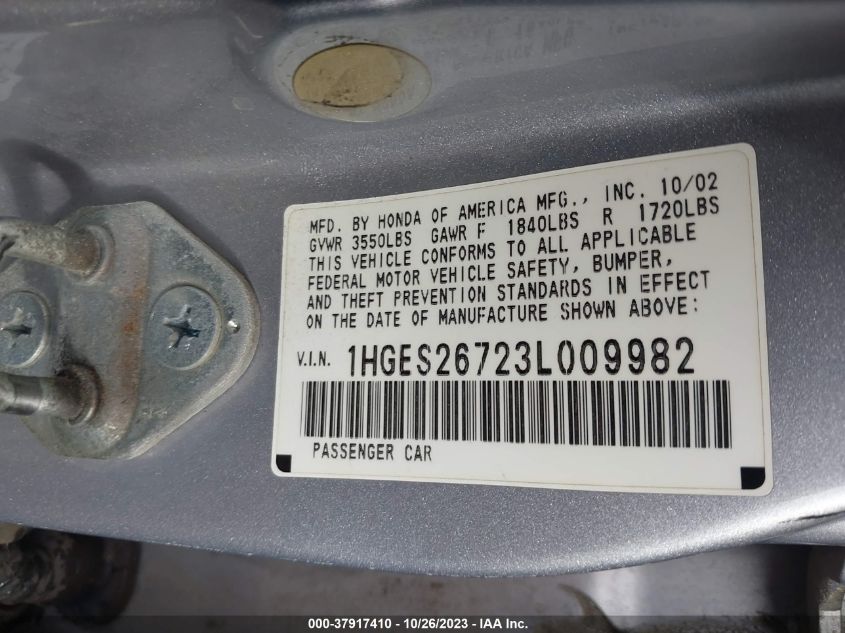 MFD. BY HONDA OF AMERICA MFG., INC. 10/02
GVWR 3550LBS GAWR F 1840LBS R 1720LBS
THIS VEHICLE CONFORMS TO ALL APPLICABLE
FEDERAL MOTOR VEHICLE SAFETY, BUMPER,
AND THEFT PREVENTION STANDARDS IN EFFECT
ON THE DATE OF MANUFACTURE SHOWN ABOVE:
V.I.N. 1HGES26723L009982
PASSENGER CAR
000-37917410 - 10/26/2023 - IAA Inc.